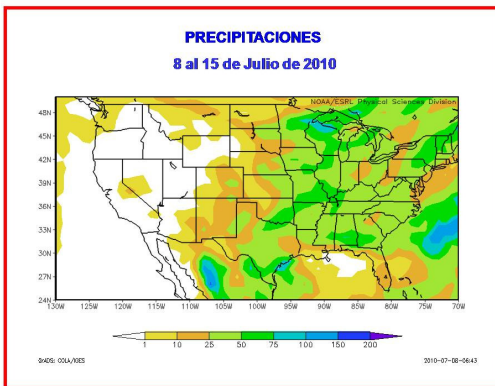 PRECIPITACIONES
8 al 15 de Julio de 2010
NOAA/ESRL Physical Sciences Division
48N
45N
42N
39N
36N
33N
30N
27N
24N
130W 125W 120W 115W 110W 105W 100W 95W 90W 85W 80W 75W 70W
1 10 25 50 75 100 150 200
GrADS: COLA/IGES 2010-07-08-06:43